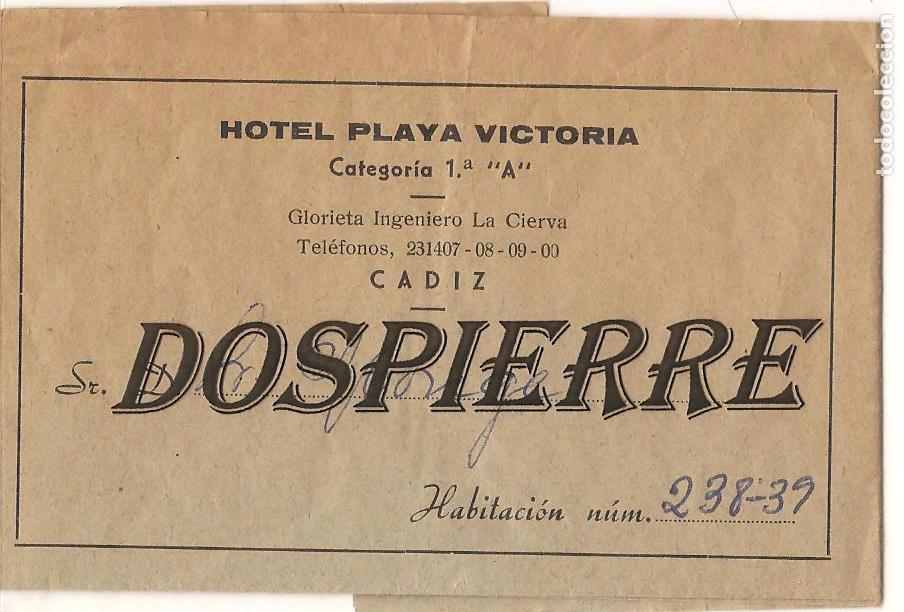 HOTEL PLAYA VICTORIA
Categoría 1.ª "A"
Glorieta Ingeniero La Cierva
Teléfonos, 231407 - 08 - 09 - 00
CADIZ
DOSPIERRE
Sr.
Habitación núm. 238-39
todocoleccion